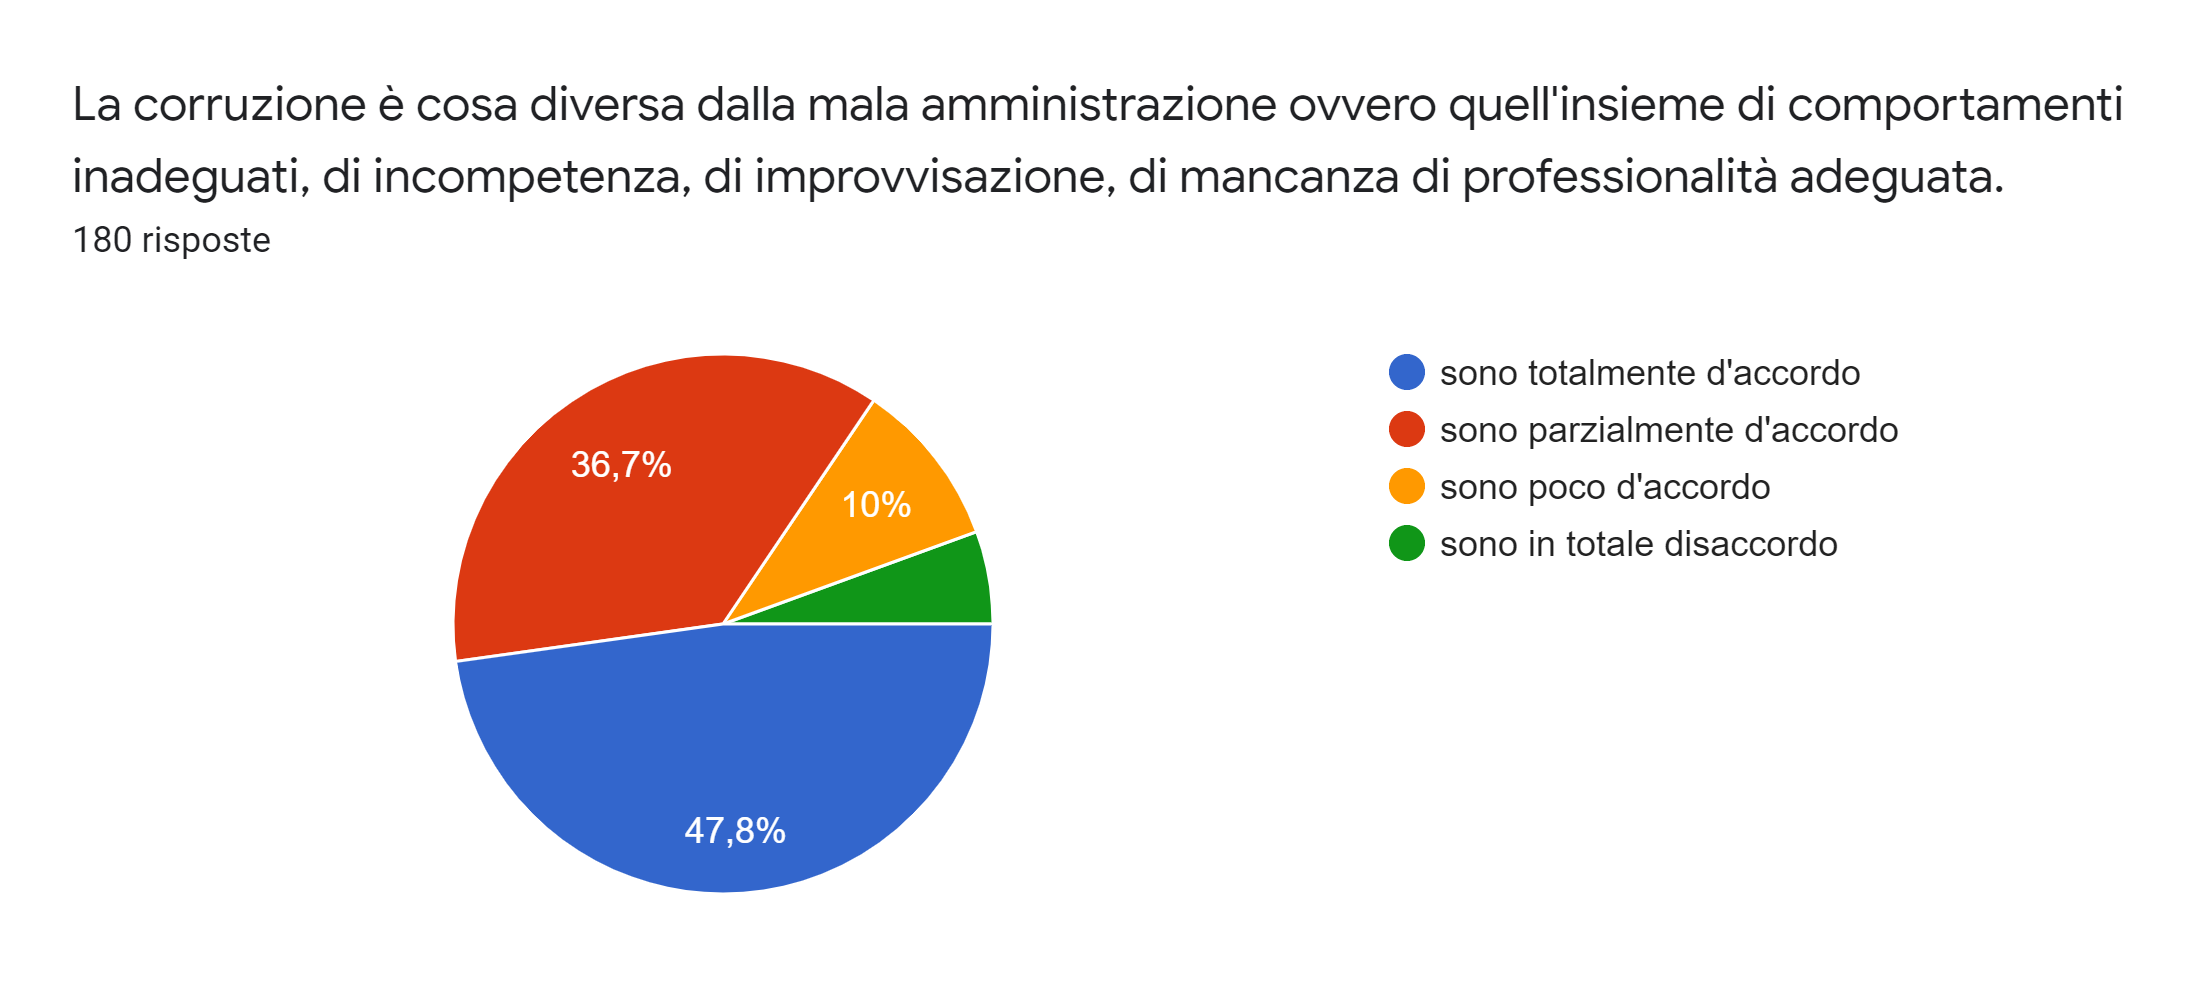 La corruzione è cosa diversa dalla mala amministrazione ovvero quell'insieme di comportamenti
inadeguati, di incompetenza, di improvvisazione, di mancanza di professionalità adeguata.
180 risposte
sono totalmente d'accordo
sono parzialmente d'accordo
sono poco d'accordo
sono in totale disaccordo
36,7%
10%
47,8%